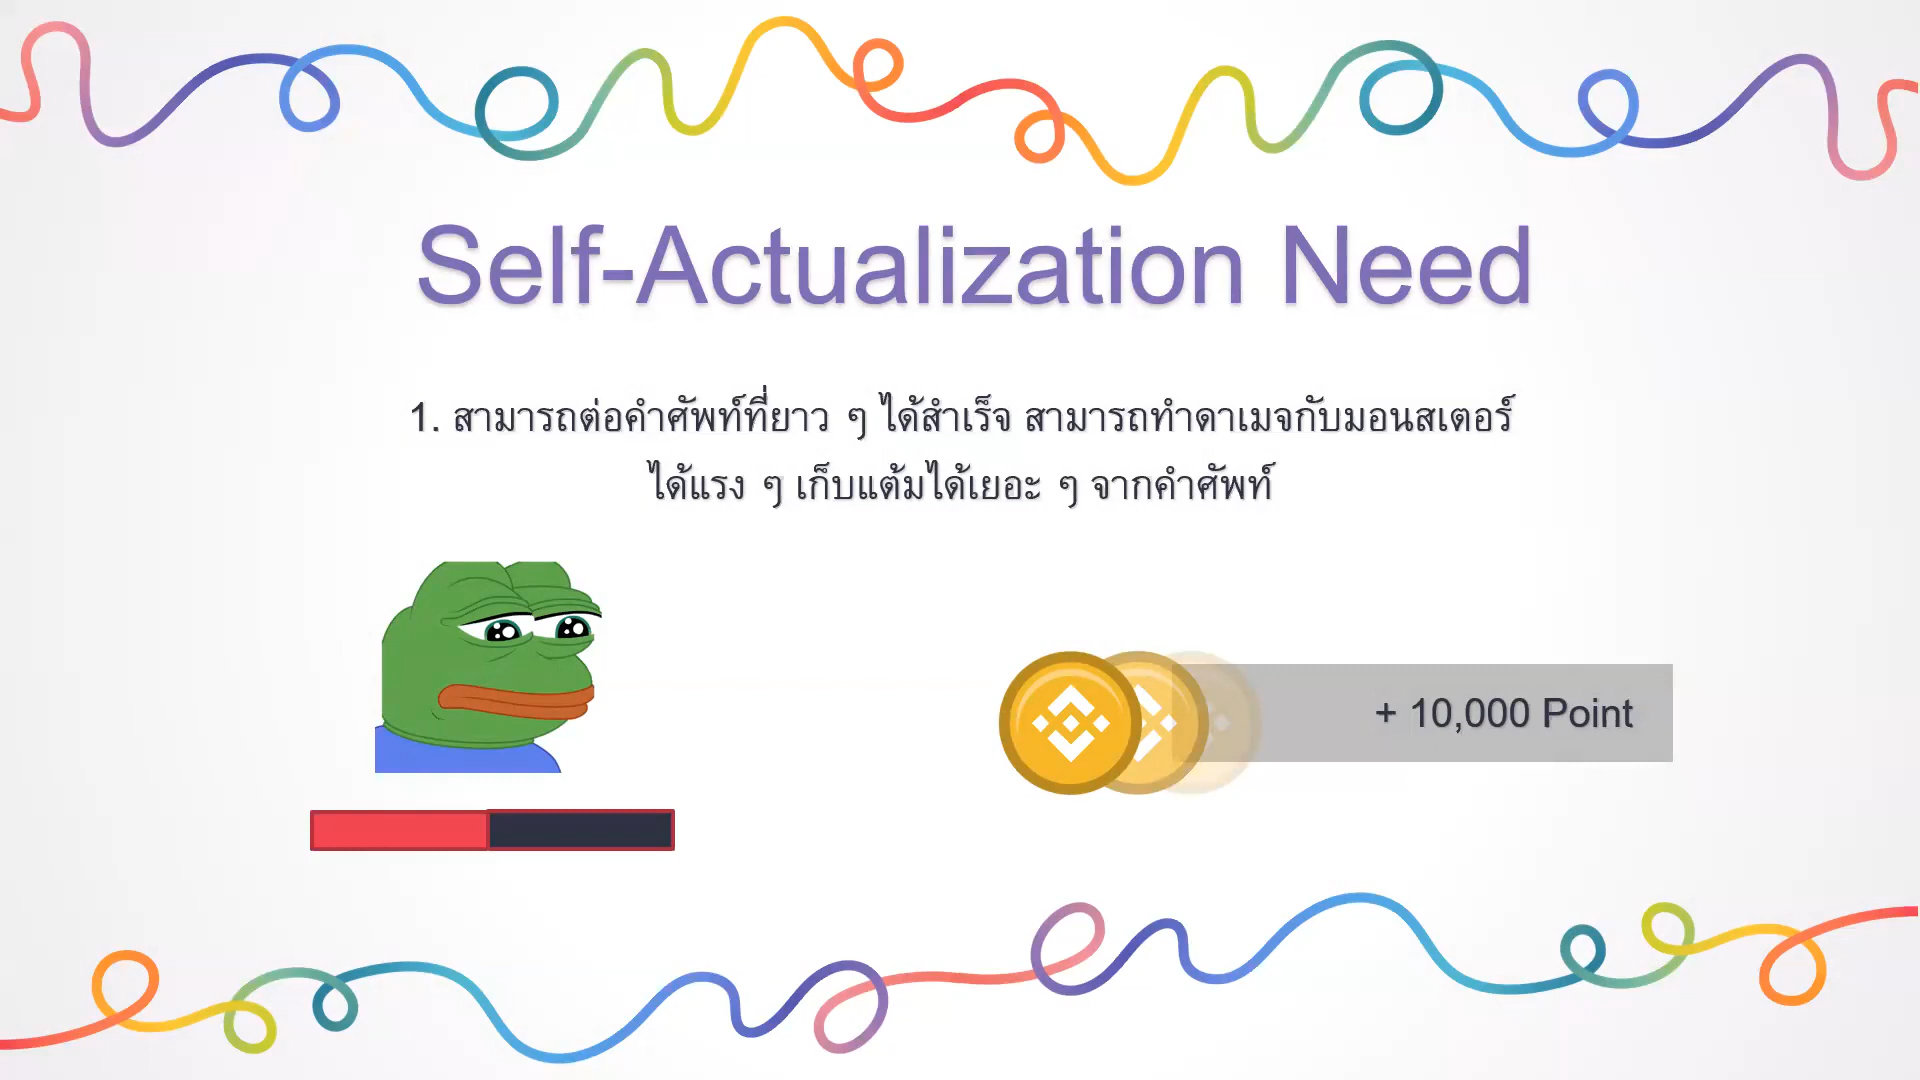 Self-Actualization Need
1. สามารถต่อคำศัพท์ที่ยาว ๆ ได้สำเร็จ สามารถทำดาเมจกับมอนสเตอร์
ได้แรง ๆ เก็บแต้มได้เยอะ ๆ จากคำศัพท์
+ 10,000 Point